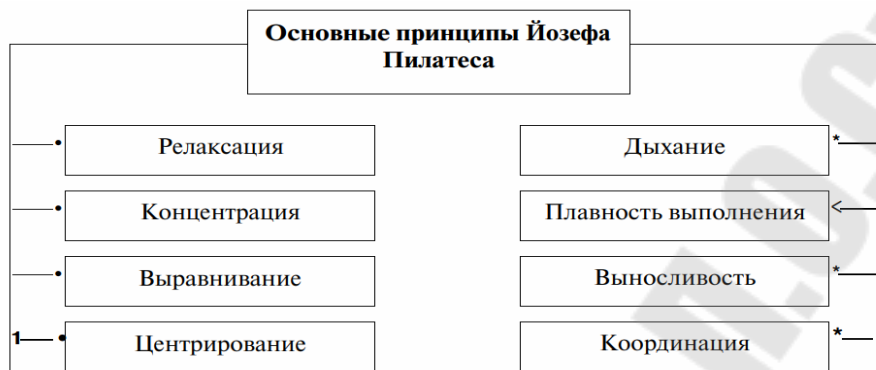 Основные принципы Йозефа
Пилатеса
Релаксация
Дыхание
Концентрация
Плавность выполнения
Выравнивание
Выносливость
Центрирование
Координация